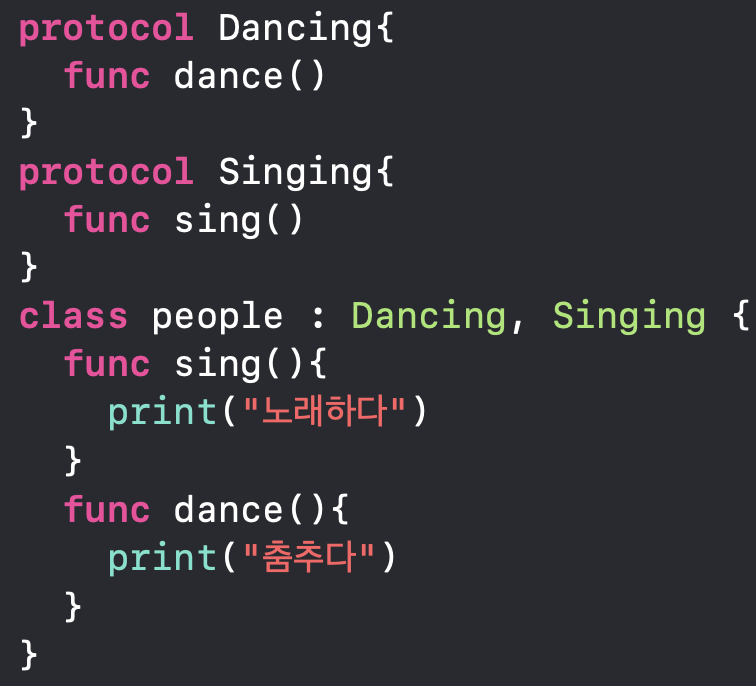 protocol Dancing{
  func dance()
}
protocol Singing{
  func sing()
}
class people : Dancing, Singing {
  func sing(){
    print("노래하다")
  }
  func dance(){
    print("춤추다")
  }
}